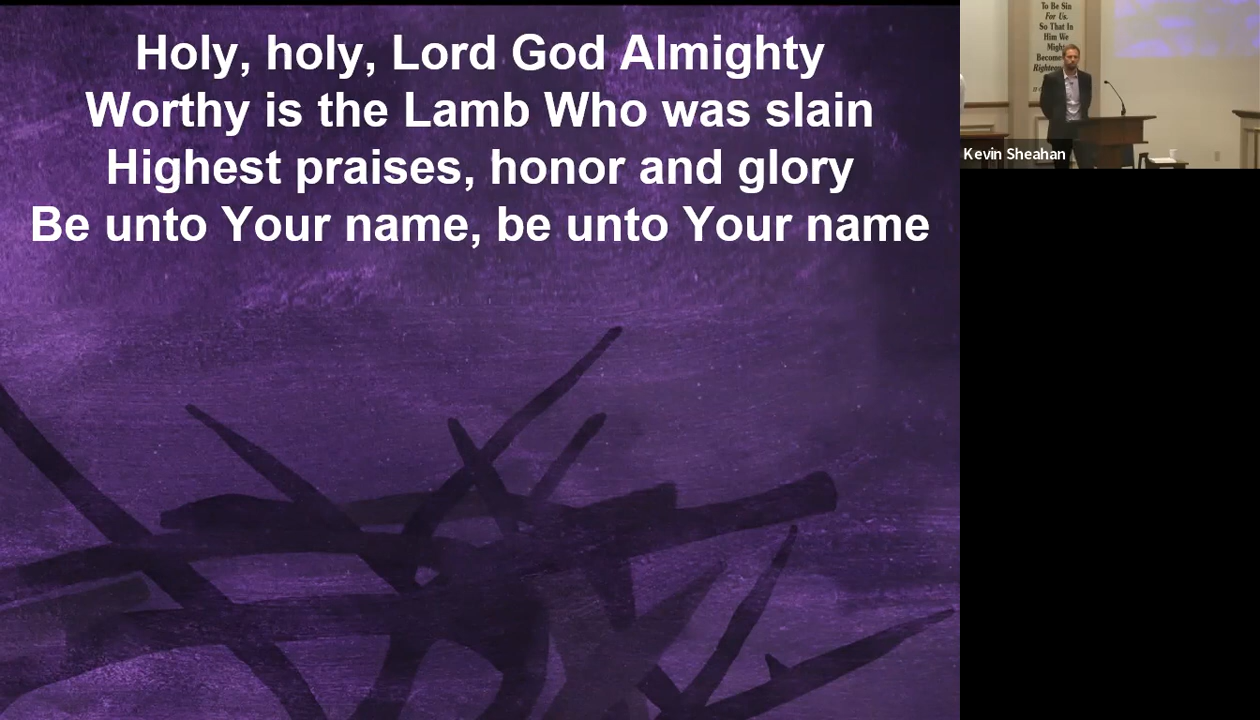 Holy, holy, Lord God Almighty
Worthy is the Lamb Who was slain
Highest praises, honor and glory
Be unto Your name, be unto Your name
To Be Sin
For Us.
So That In
Him We
Might
Become
Kevin Sheahan